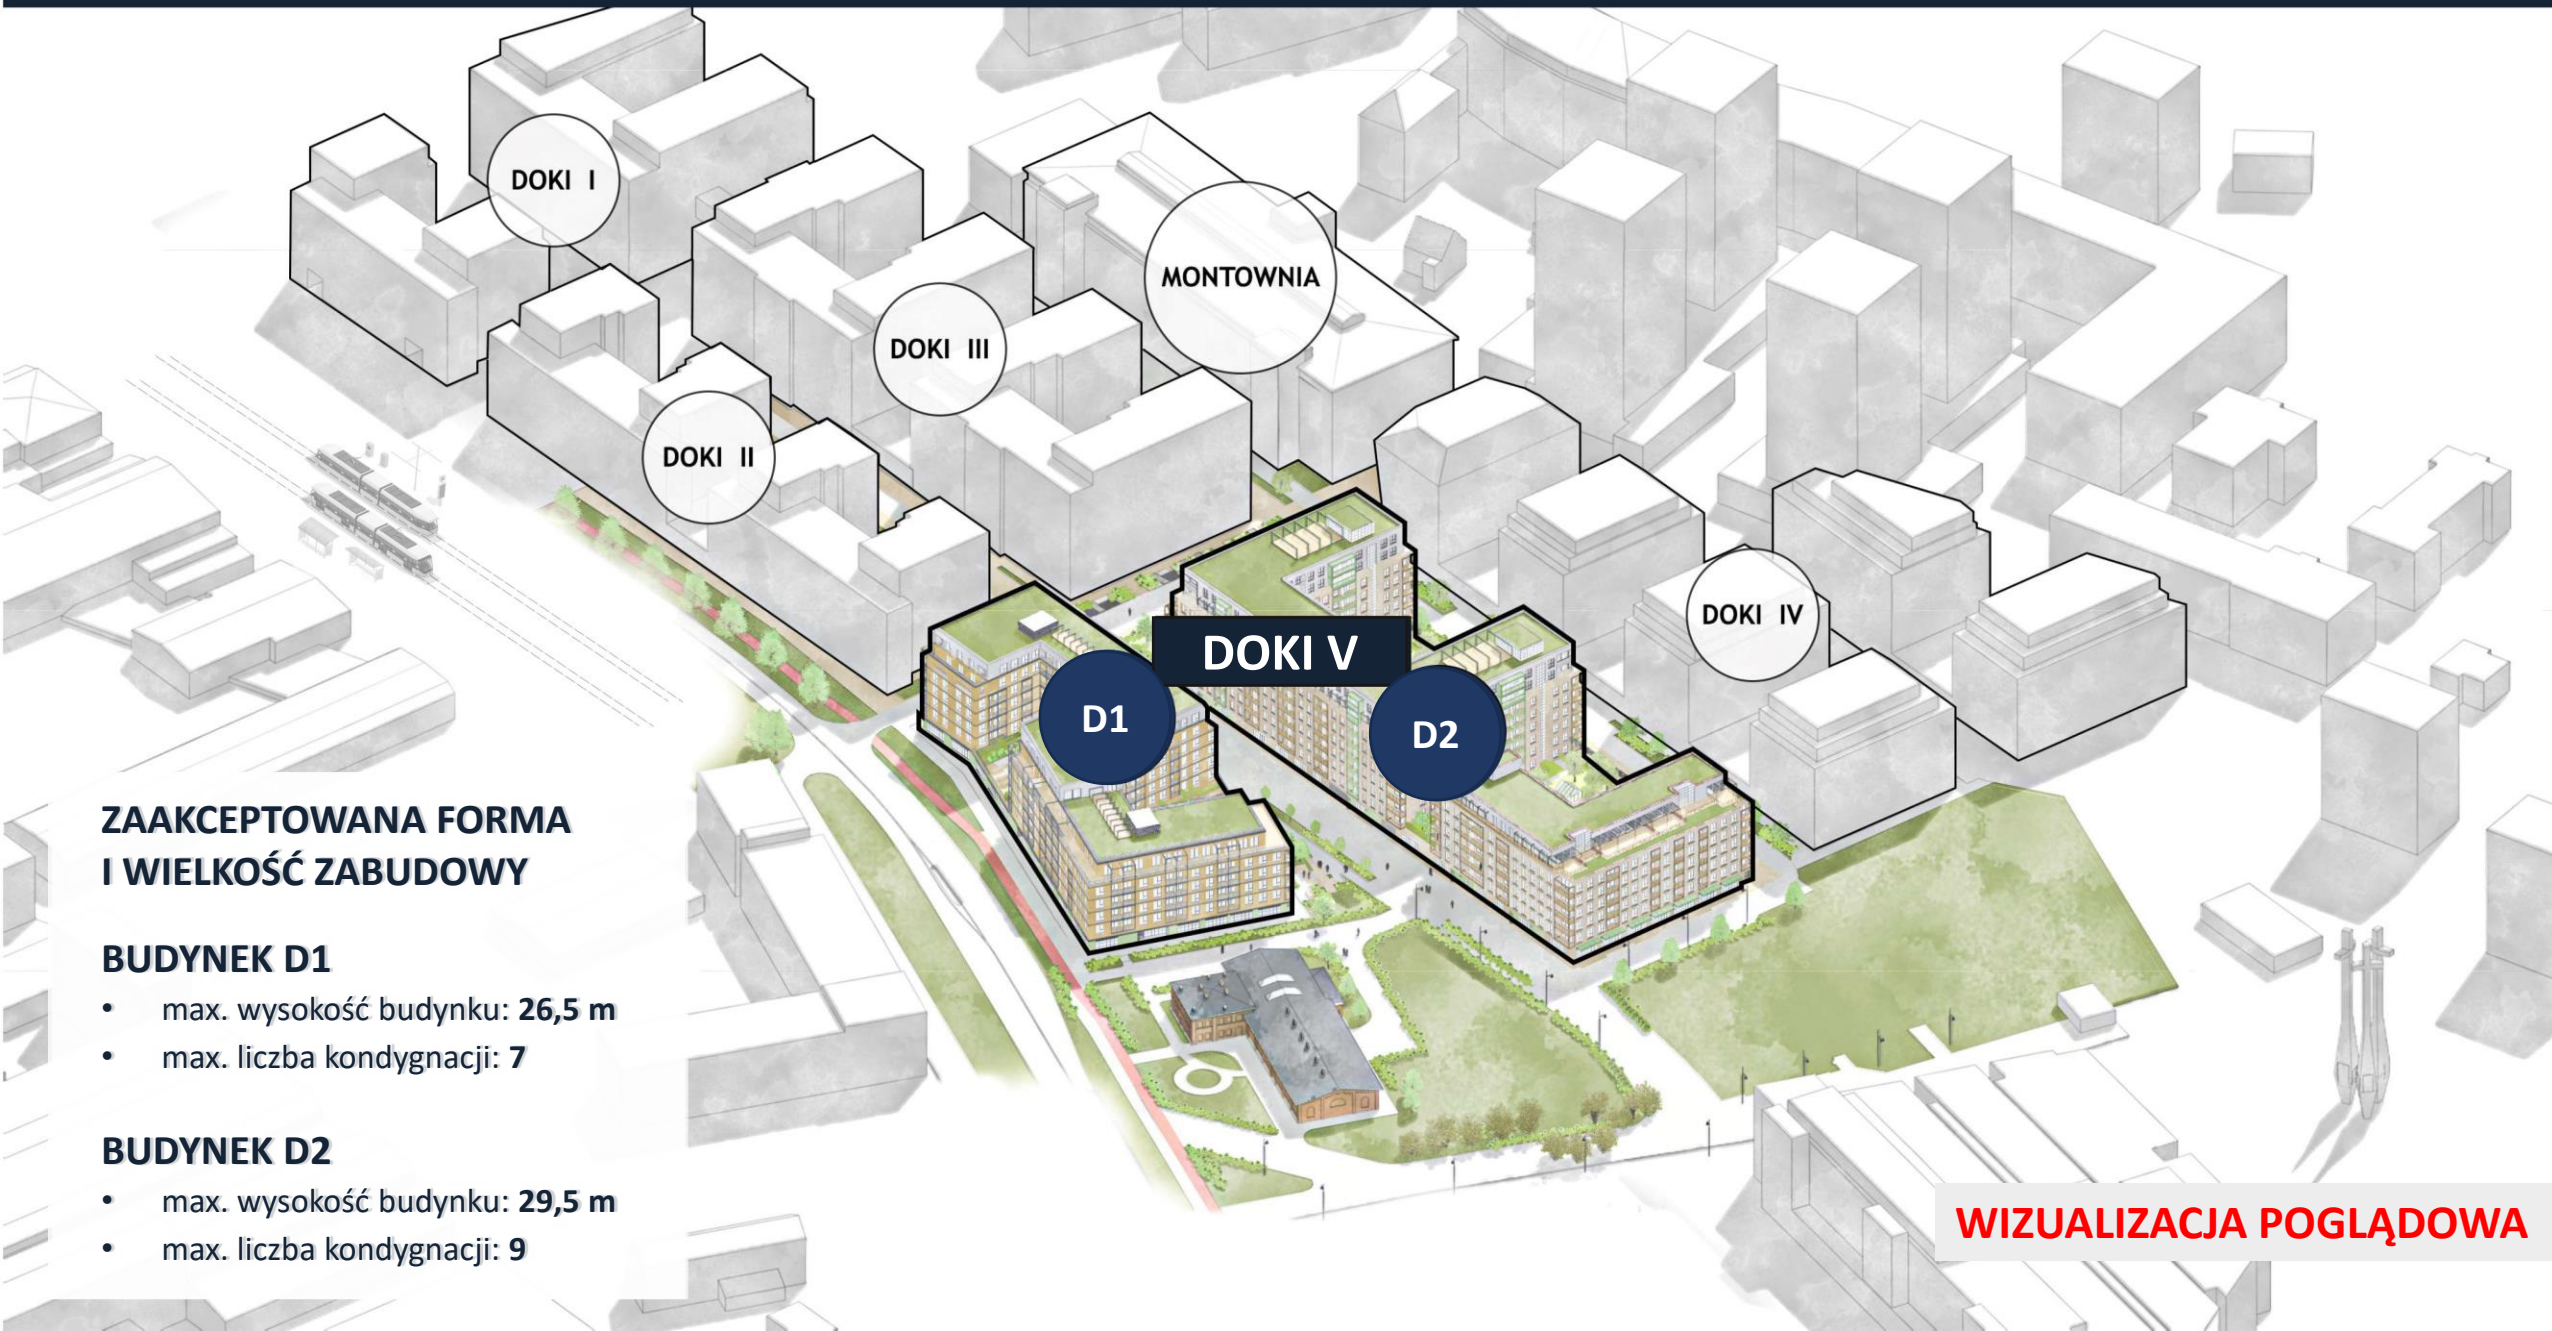 DOKI I
MONTOWNIA
DOKI III
DOKI II
DOKI IV
DOKI V
D1
D2
ZAAKCEPTOWANA FORMA
I WIELKOŚĆ ZABUDOWY
BUDYNEK D1
• max. wysokość budynku: 26,5 m
• max. liczba kondygnacji: 7
BUDYNEK D2
• max. wysokość budynku: 29,5 m
• max. liczba kondygnacji: 9
WIZUALIZACJA POGLĄDOWA